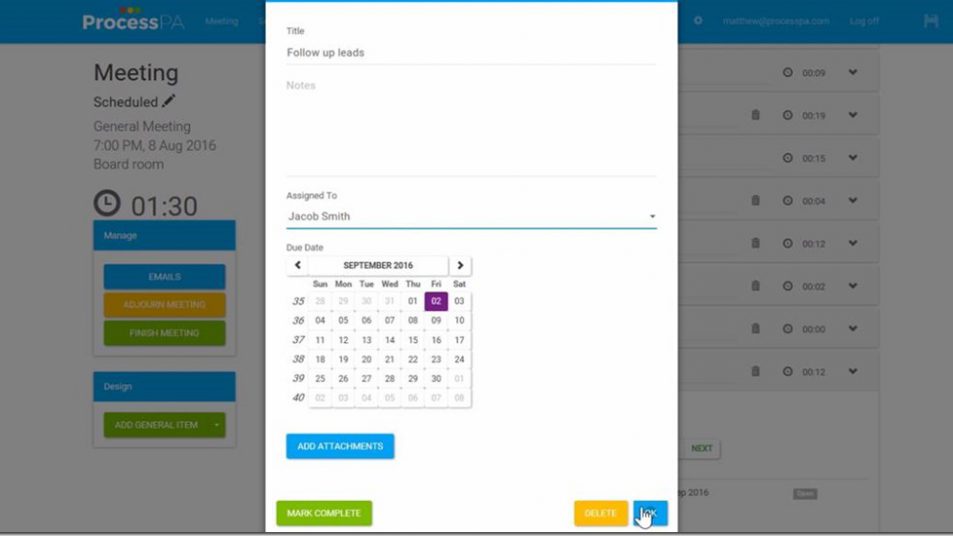 ProcessPA
Meeting
matthew@processpa.com
Log off
Meeting
Scheduled
General Meeting
7:00 PM, 8 Aug 2016
Board room
01:30
Manage
EMAILS
ADJOURN MEETING
FINISH MEETING
Design
ADD GENERAL ITEM
Title
Follow up leads
Notes
Assigned To
Jacob Smith
Due Date
SEPTEMBER 2016
Sun Mon Tue Wed Thu Fri Sat
35 28 29 30 31 01 02 03
36 04 05 06 07 08 09 10
37 11 12 13 14 15 16 17
38 18 19 20 21 22 23 24
39 25 26 27 28 29 30 01
40 02 03 04 05 06 07 08
ADD ATTACHMENTS
MARK COMPLETE
DELETE
00:09
00:19
00:15
00:04
00:12
00:02
00:00
00:12
NEXT
2016
Open